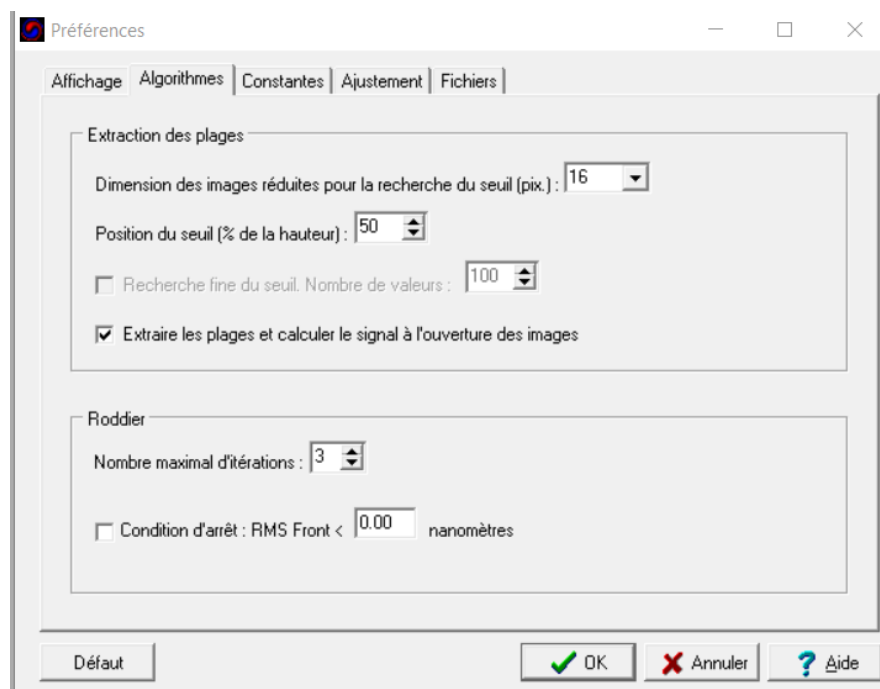 Préférences
Affichage Algorithmes Constantes Ajustement Fichiers
Extraction des plages
Dimension des images réduites pour la recherche du seuil (pix.) : 16
Position du seuil (% de la hauteur) : 50
Recherche fine du seuil. Nombre de valeurs : 100
Extraire les plages et calculer le signal à l'ouverture des images
Roddier
Nombre maximal d'itérations : 3
Condition d'arrêt : RMS Front < 0.00 nanomètres
Défaut OK Annuler Aide